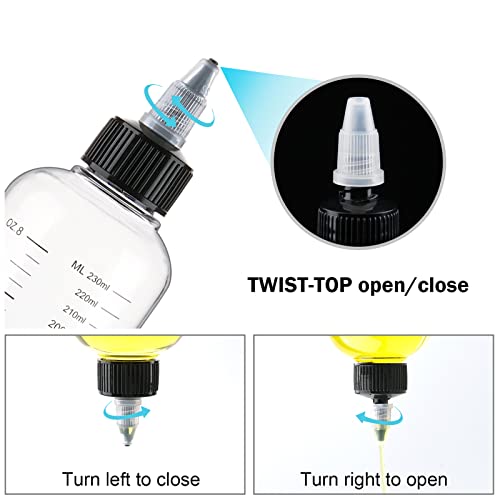 OZ 8
ML 230ml
220ml
210ml
TWIST-TOP open/close
Turn left to close
Turn right to open